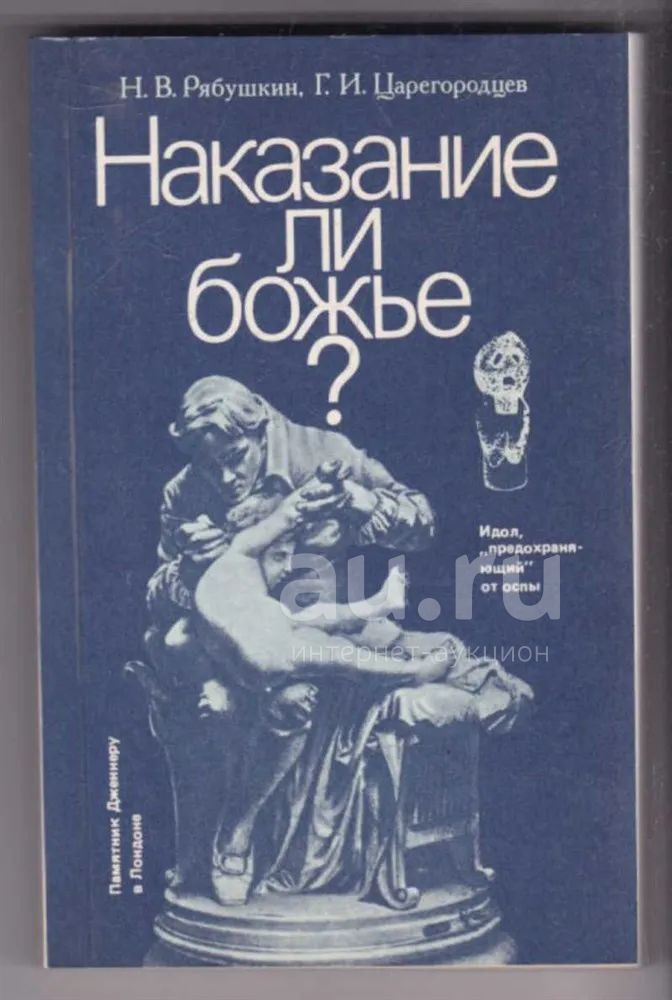 Н. В. Рябушкин, Г. И. Царегородцев
Наказание
ли
божье
?
Идол,
„предохраня-
ющий"
от оспы
au.ru
интернет-аукцион
Памятник Дженнеру
в Лондоне